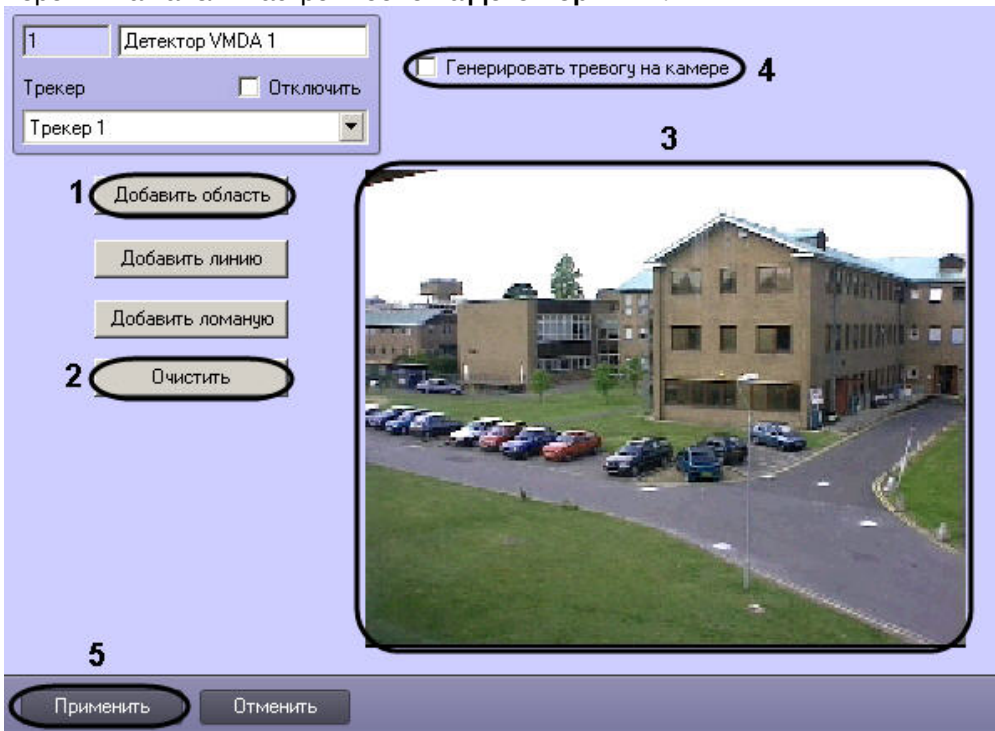 1
Детектор VMDA 1
Генерировать тревогу на камере
4
Трекер
Отключить
Трекер 1
3
1
Добавить область
Добавить линию
Добавить ломаную
2
Очистить
5
Применить
Отменить